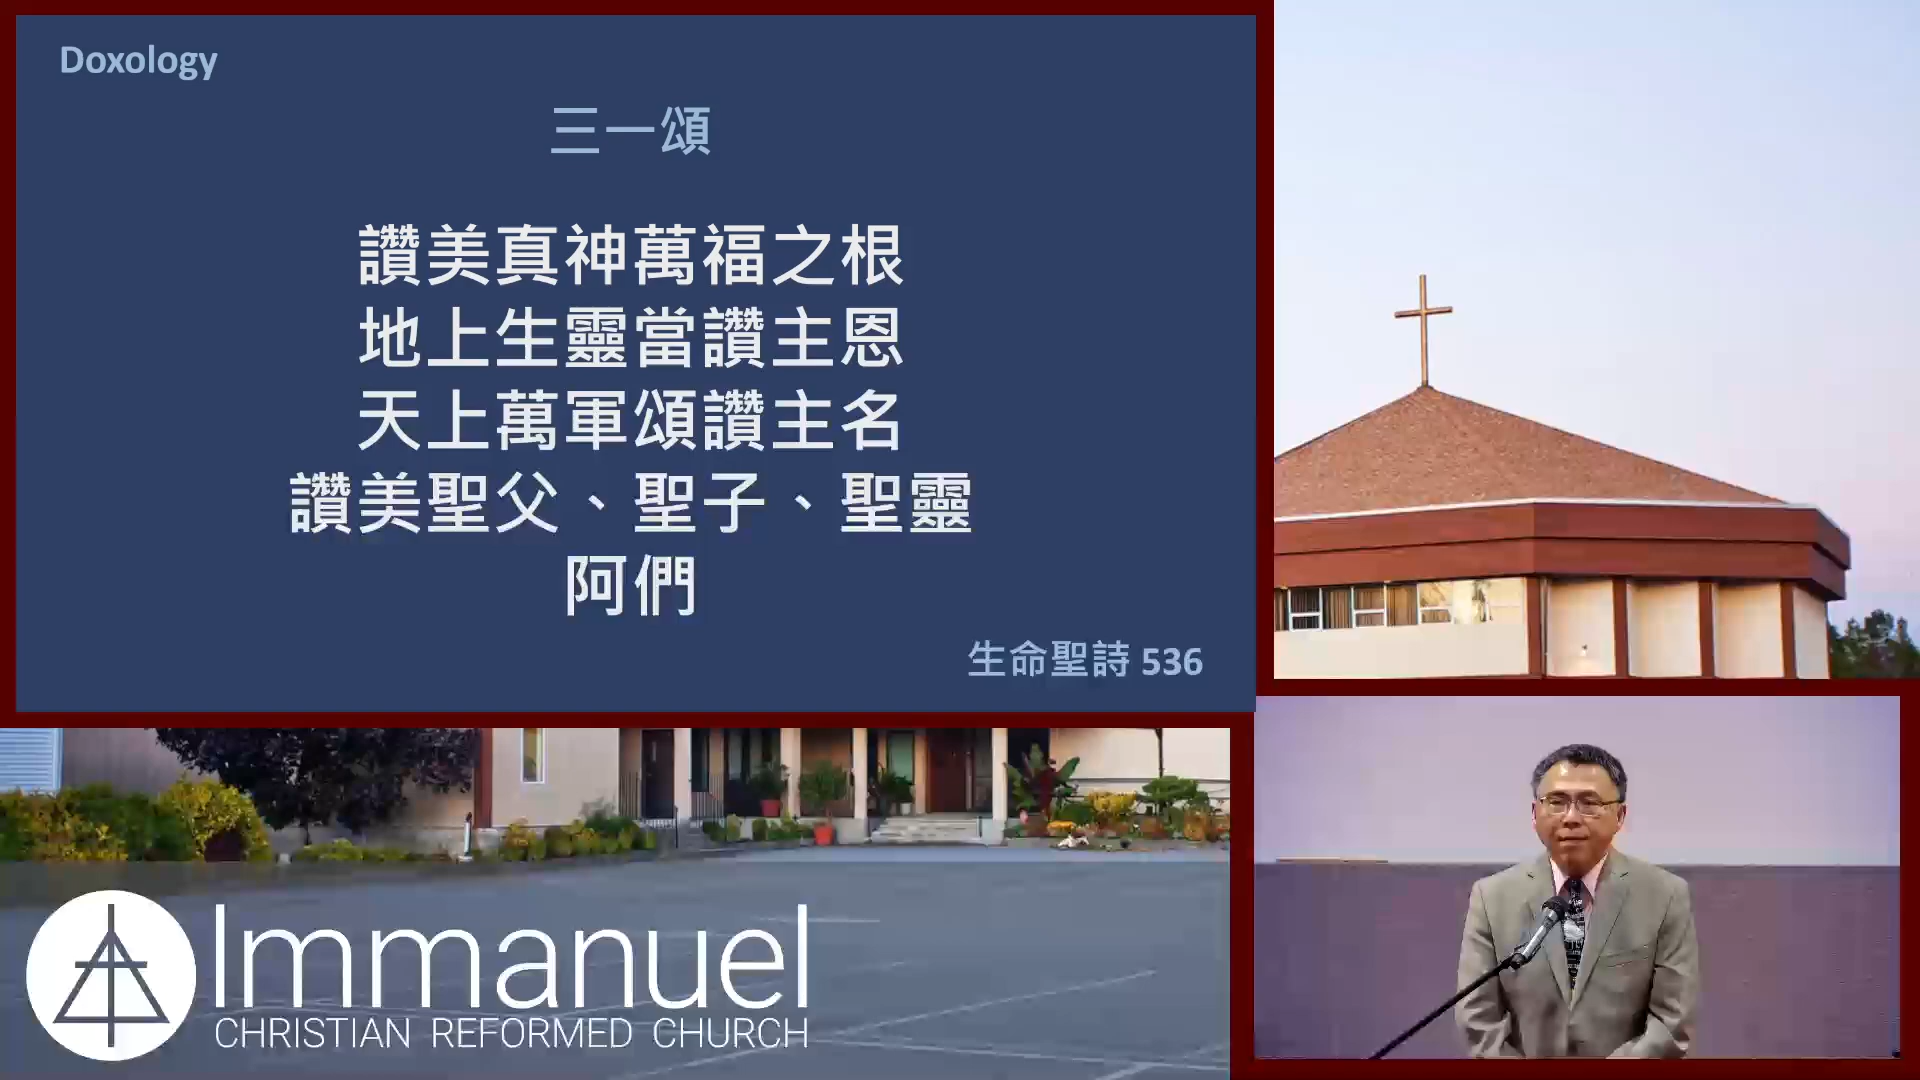 Doxology
三一頌
讚美真神萬福之根
地上生靈當讚主恩
天上萬軍頌讚主名
讚美聖父、聖子、聖靈
阿們
生命聖詩 536
Immanuel
CHRISTIAN REFORMED CHURCH